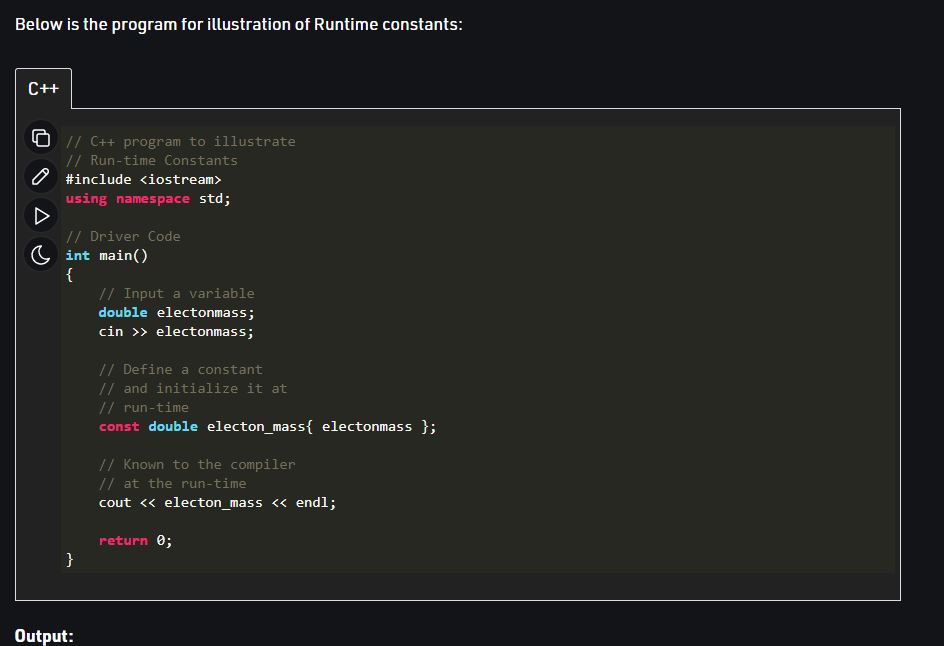 Below is the program for illustration of Runtime constants:
C++
// C++ program to illustrate
// Run-time Constants
#include <iostream>
using namespace std;
// Driver Code
int main()
{
    // Input a variable
    double electonmass;
    cin >> electonmass;
    // Define a constant
    // and initialize it at
    // run-time
    const double electon_mass{ electonmass };
    // Known to the compiler
    // at the run-time
    cout << electon_mass << endl;
    return 0;
}
Output: